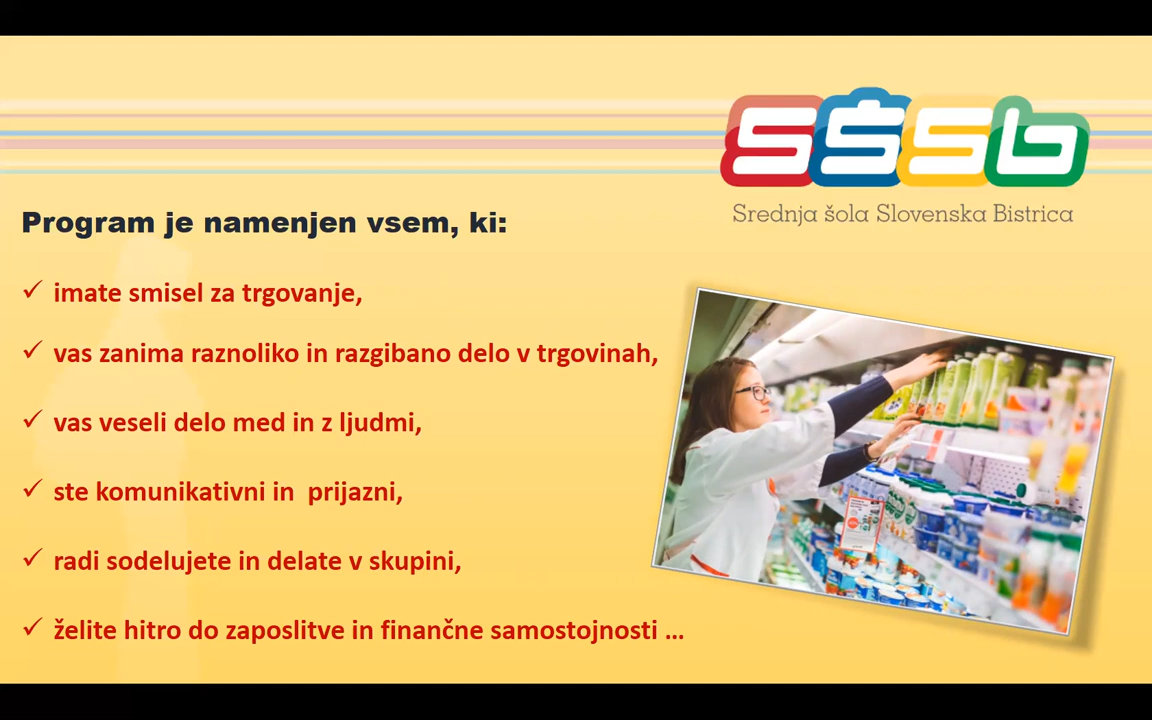 SŠSb
Srednja šola Slovenska Bistrica
Program je namenjen vsem, ki:
✓ imate smisel za trgovanje,
✓ vas zanima raznoliko in razgibano delo v trgovinah,
✓ vas veseli delo med in z ljudmi,
✓ ste komunikativni in  prijazni,
✓ radi sodelujete in delate v skupini,
✓ želite hitro do zaposlitve in finančne samostojnosti ...